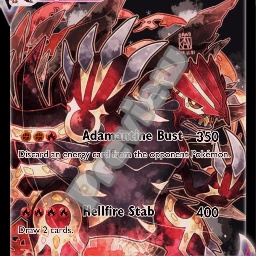 Adamantine Bust 350
Discard an energy card from the opponent Pokémon.
Hellfire Stab 400
Draw 2 cards.